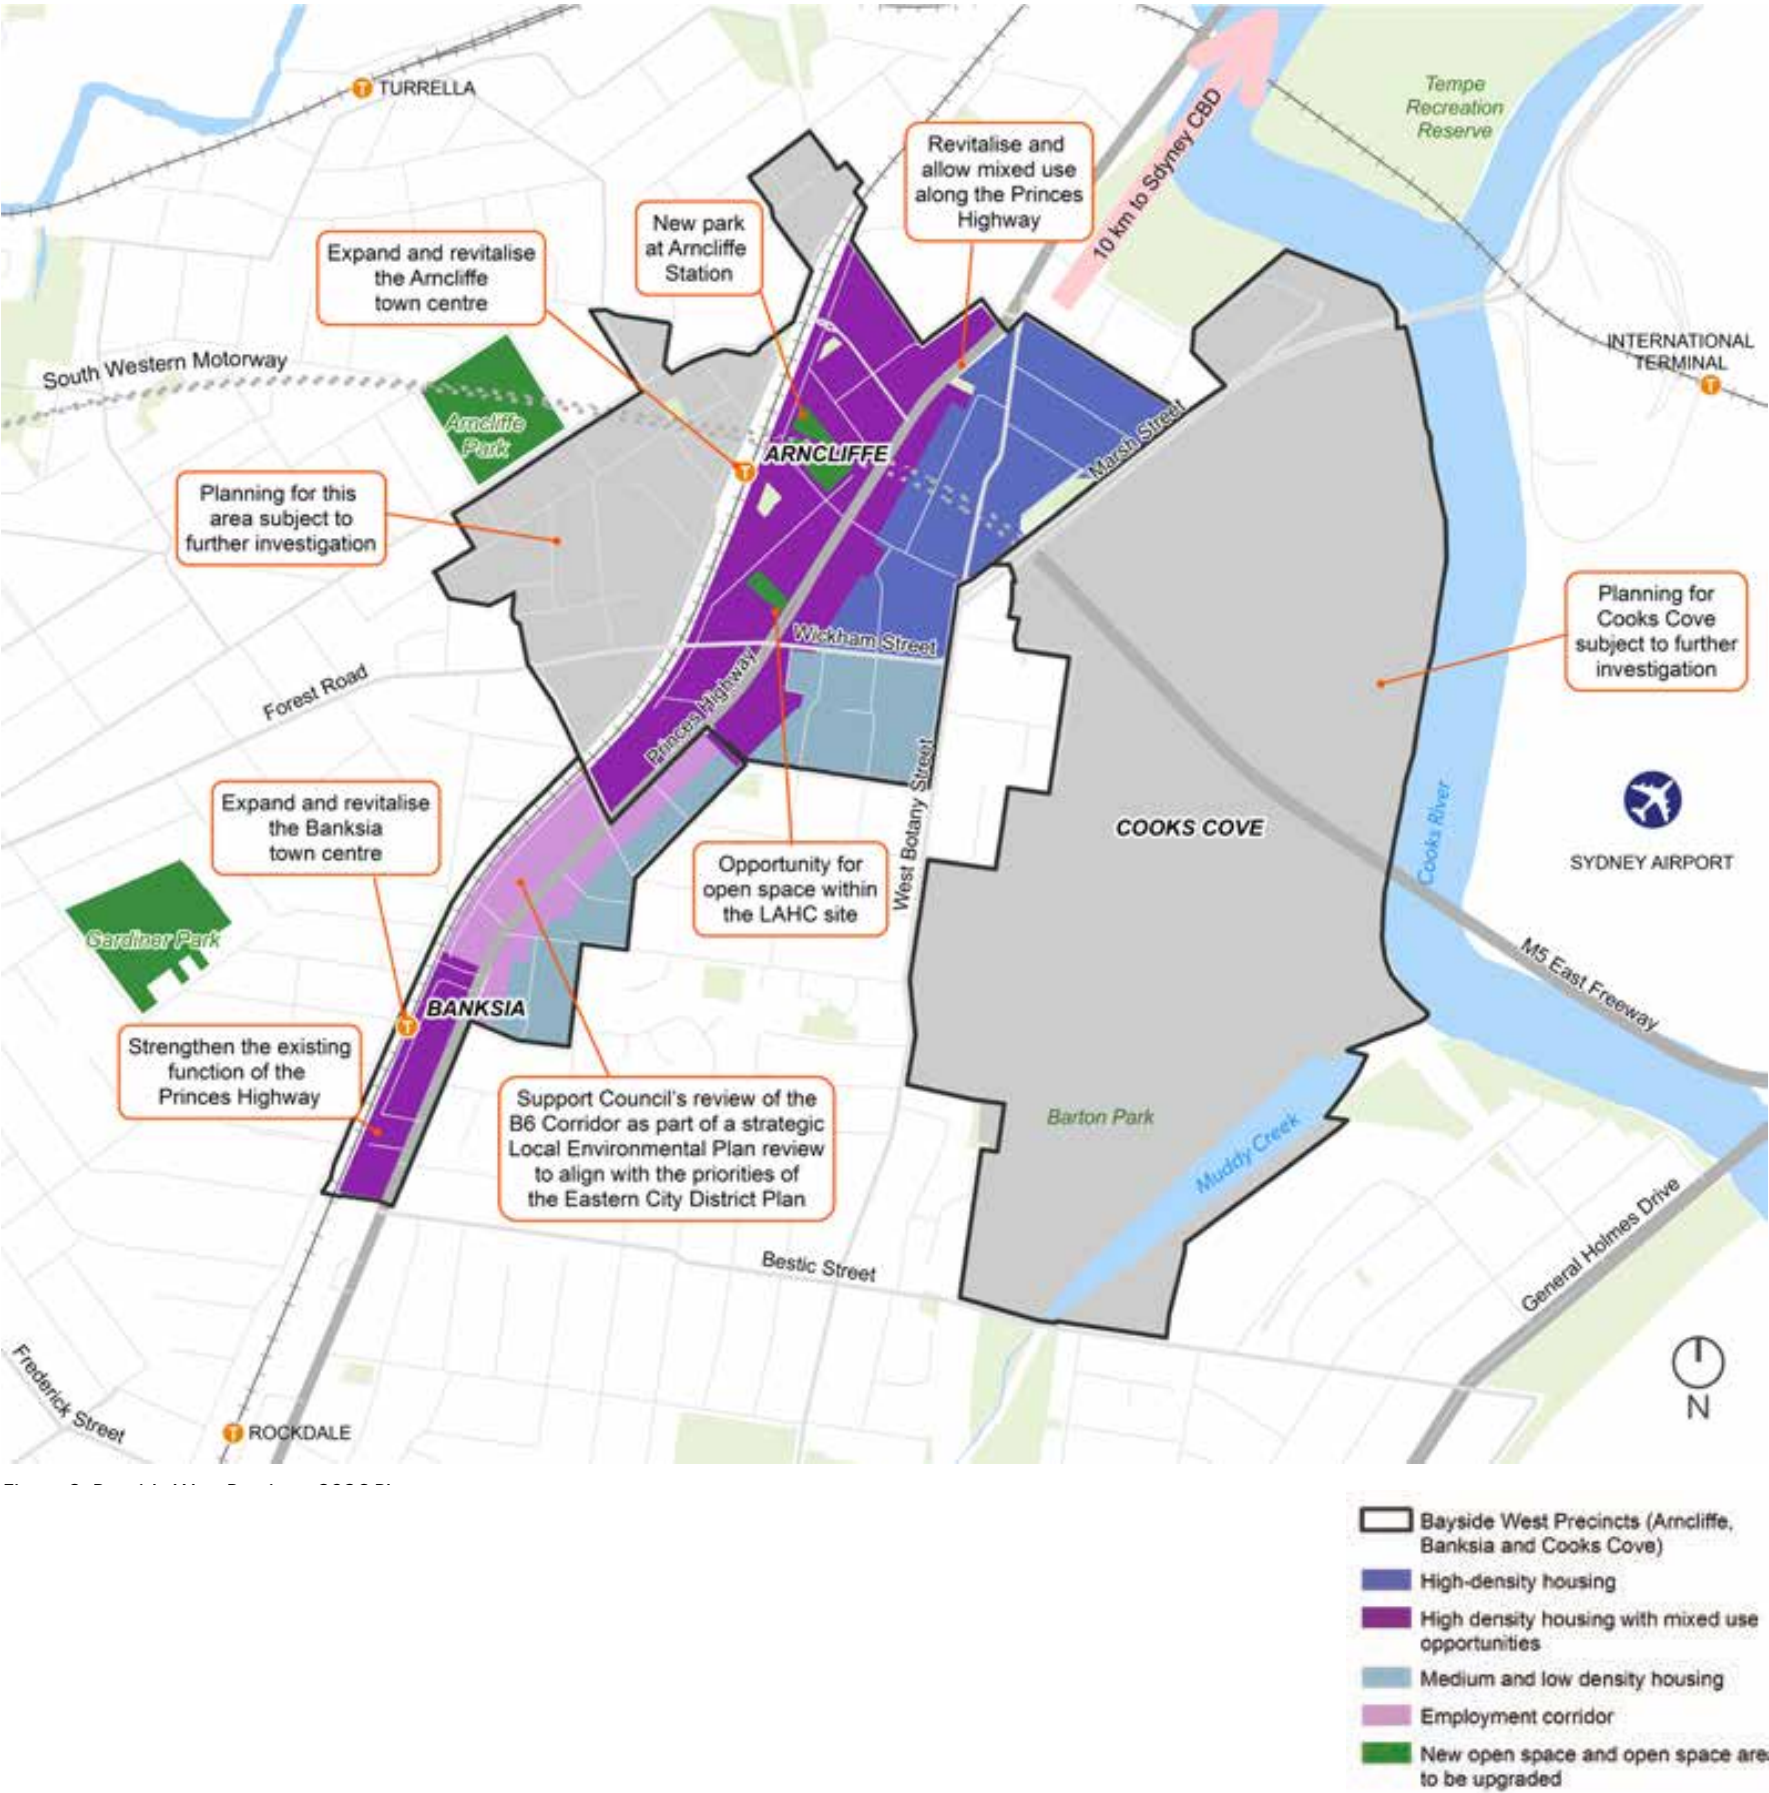 TURRELLA
Tempe
Recreation
Reserve
10 km to Sdyney CBD
Revitalise and
allow mixed use
along the Princes
Highway
New park
at Arncliffe
Station
Expand and revitalise
the Arncliffe
town centre
INTERNATIONAL
TERMINAL
South Western Motorway
Arncliffe
Park
ARNCLIFFE
Marsh Street
Planning for this
area subject to
further investigation
Planning for
Cooks Cove
subject to further
investigation
Wickham Street
Forest Road
Princes Highway
West Botany Street
Expand and revitalise
the Banksia
town centre
COOKS COVE
Cooks River
SYDNEY AIRPORT
Opportunity for
open space within
the LAHC site
Gardiner Park
M5 East Freeway
BANKSIA
Strengthen the existing
function of the
Princes Highway
Support Council's review of the
B6 Corridor as part of a strategic
Local Environmental Plan review
to align with the priorities of
the Eastern City District Plan
Barton Park
Muddy Creek
General Holmes Drive
Bestic Street
Frederick Street
ROCKDALE
N
Bayside West Precincts (Arncliffe,
Banksia and Cooks Cove)
High-density housing
High density housing with mixed use
opportunities
Medium and low density housing
Employment corridor
New open space and open space area
to be upgraded